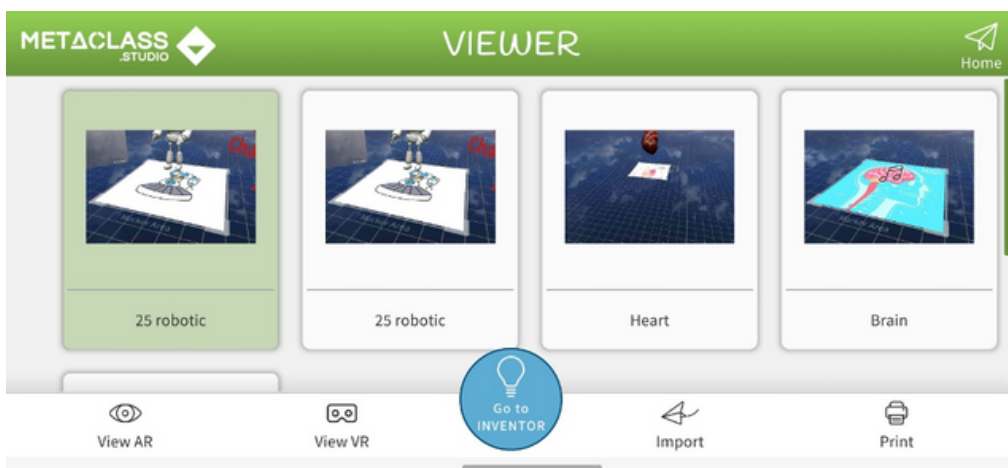 METACLASS
.STUDIO
VIEWER
Home
25 robotic
25 robotic
Heart
Brain
View AR
View VR
Go to
INVENTOR
Import
Print